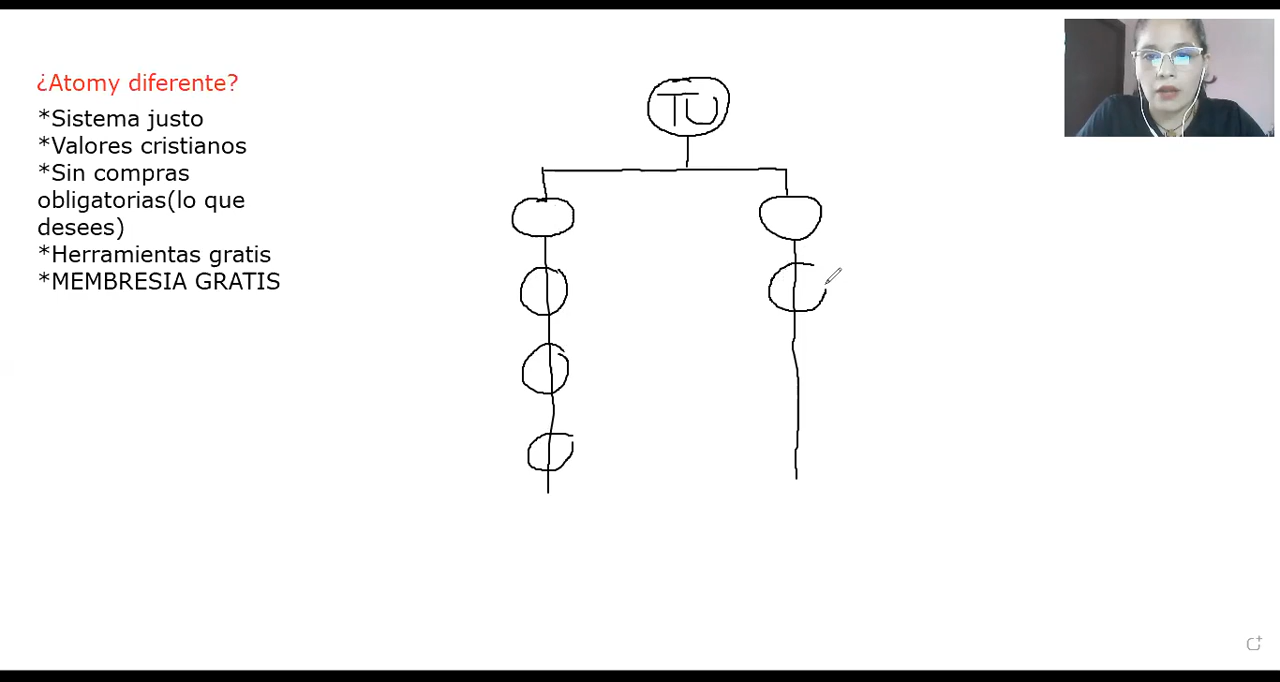 ¿Atomy diferente?
*Sistema justo
*Valores cristianos
*Sin compras
obligatorias(lo que
desees)
*Herramientas gratis
*MEMBRESIA GRATIS
TU